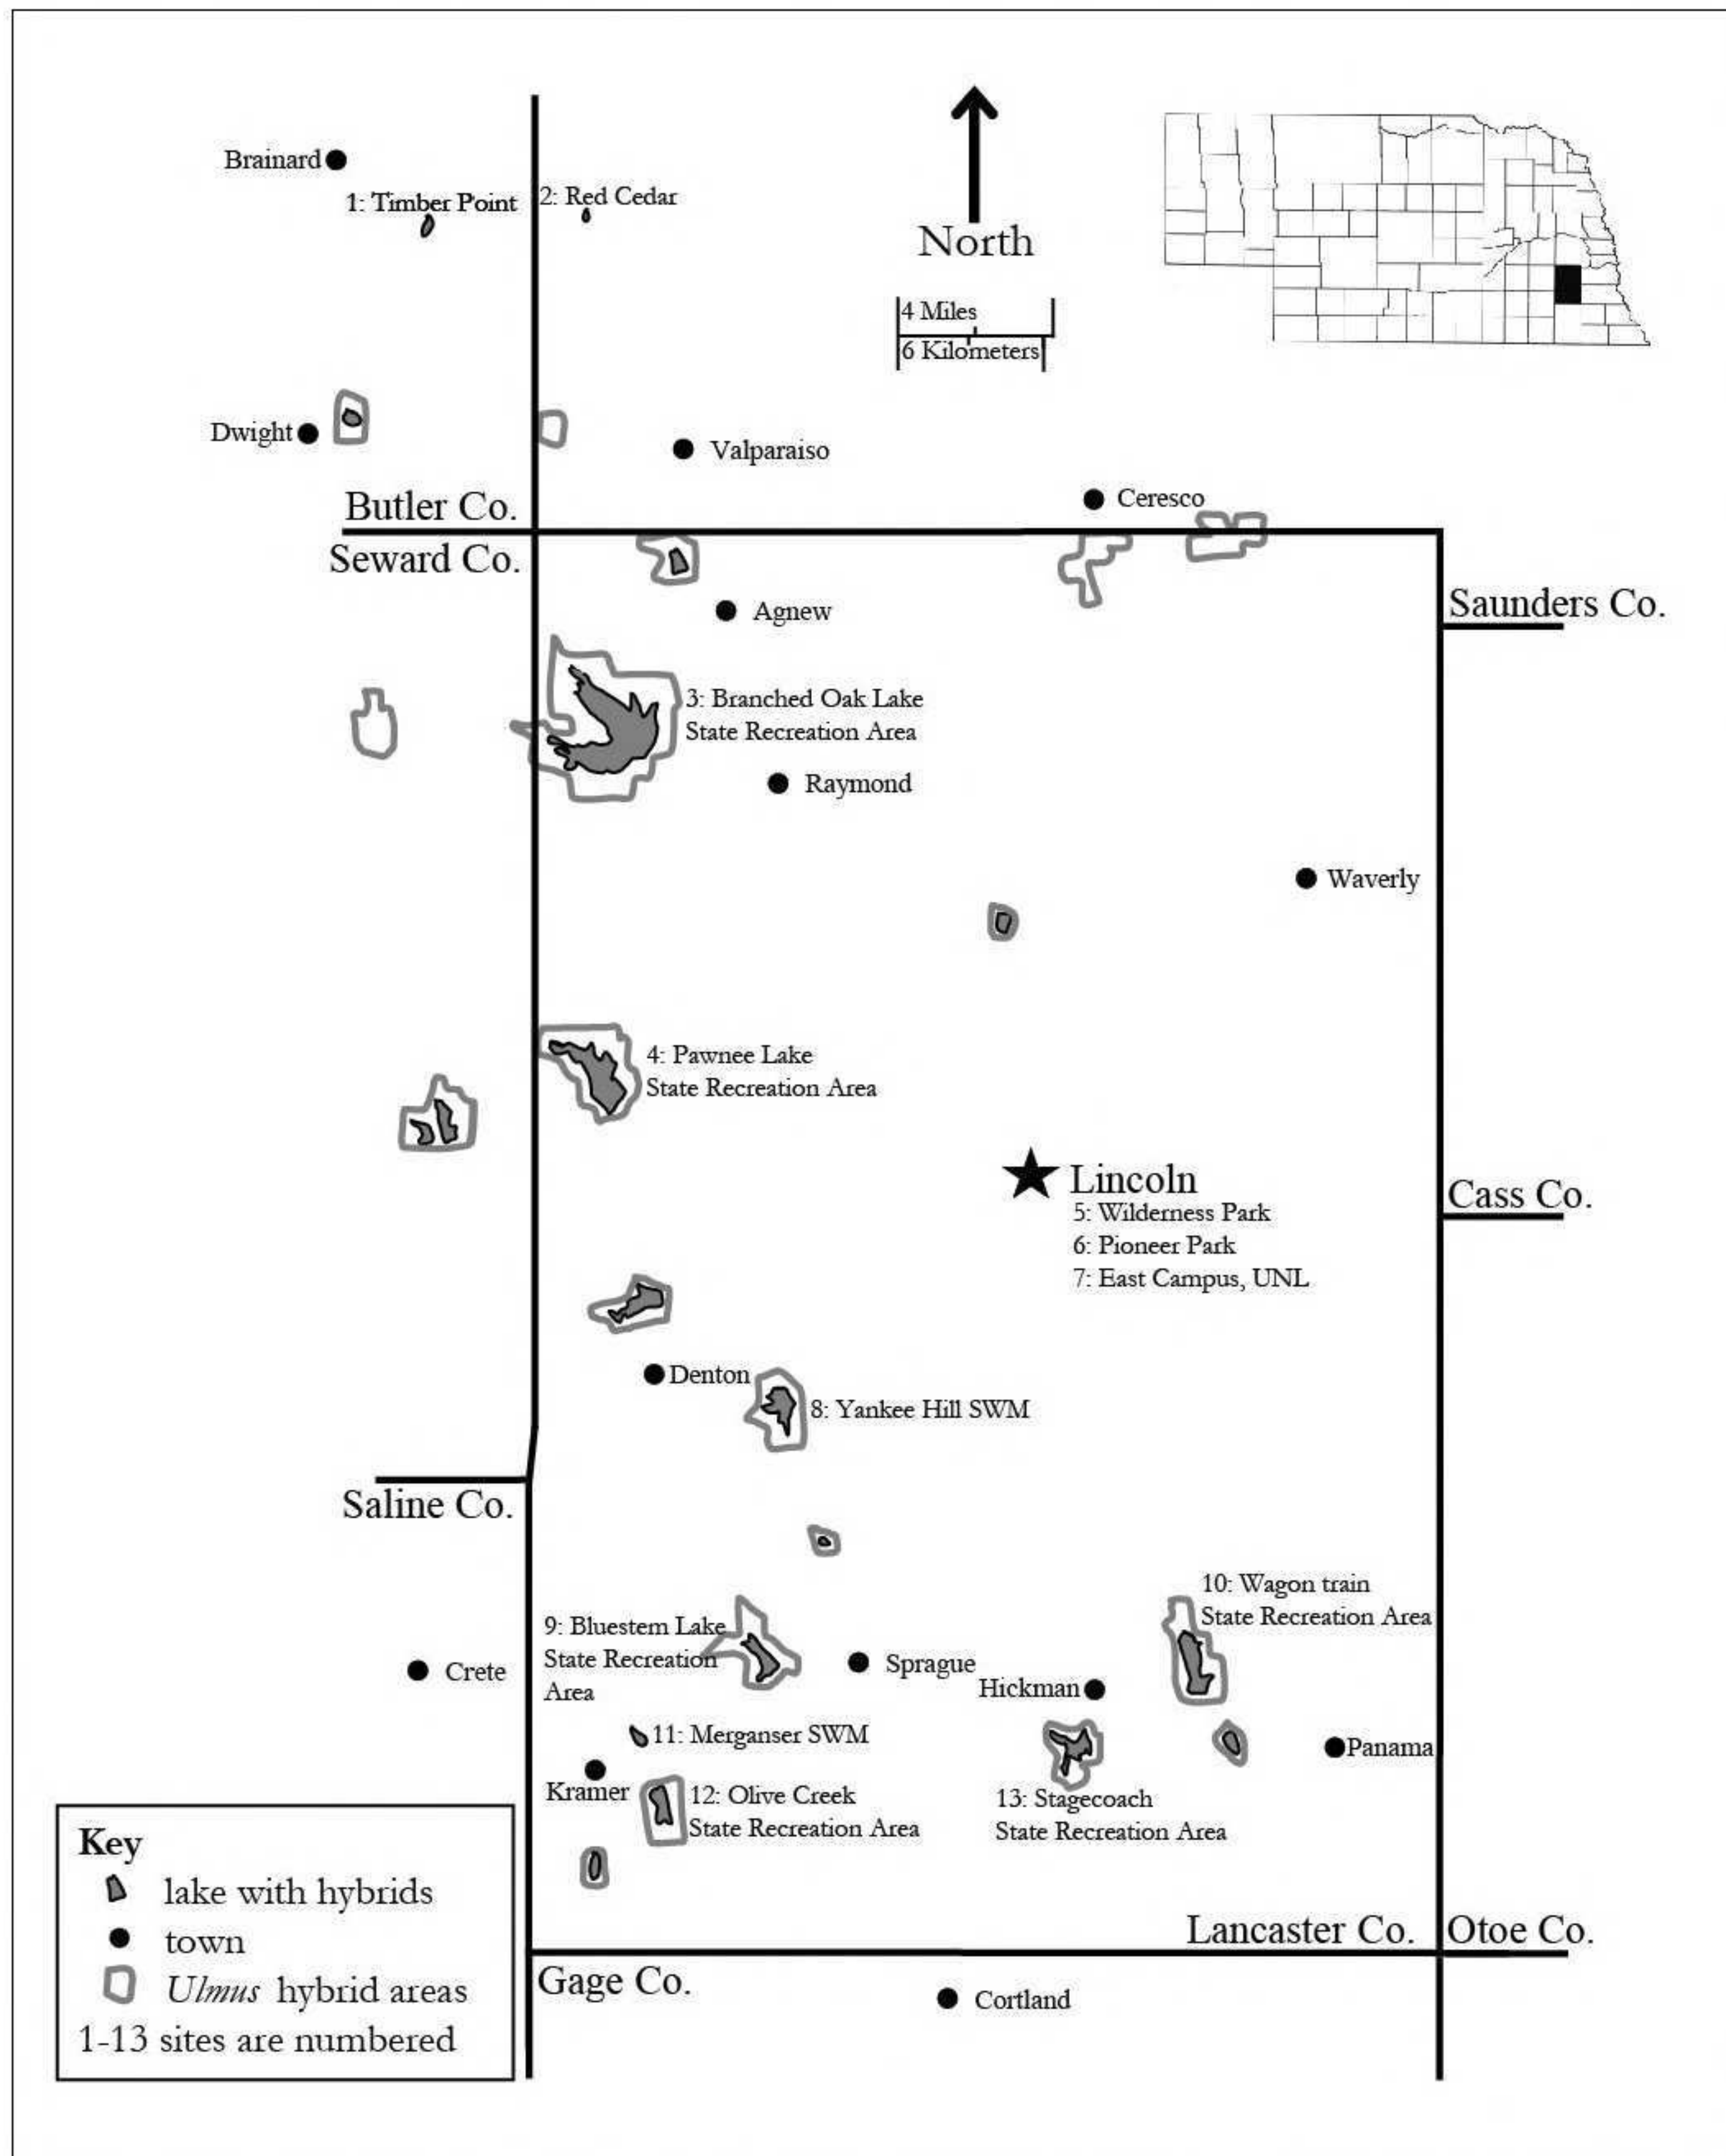 Brainard
1: Timber Point
2: Red Cedar
North
4 Miles
6 Kilometers
Dwight
Valparaiso
Butler Co.
Ceresco
Seward Co.
Agnew
Saunders Co.
3: Branched Oak Lake
State Recreation Area
Raymond
Waverly
4: Pawnee Lake
State Recreation Area
Lincoln
5: Wilderness Park
6: Pioneer Park
7: East Campus, UNL
Cass Co.
Denton
8: Yankee Hill SWM
Saline Co.
10: Wagon train
State Recreation Area
9: Bluestem Lake
State Recreation
Area
Crete
Sprague
Hickman
11: Merganser SWM
Panama
Kramer
12: Olive Creek
State Recreation Area
13: Stagecoach
State Recreation Area
Key
lake with hybrids
town
Ulmus hybrid areas
1-13 sites are numbered
Lancaster Co.
Otoe Co.
Gage Co.
Cortland